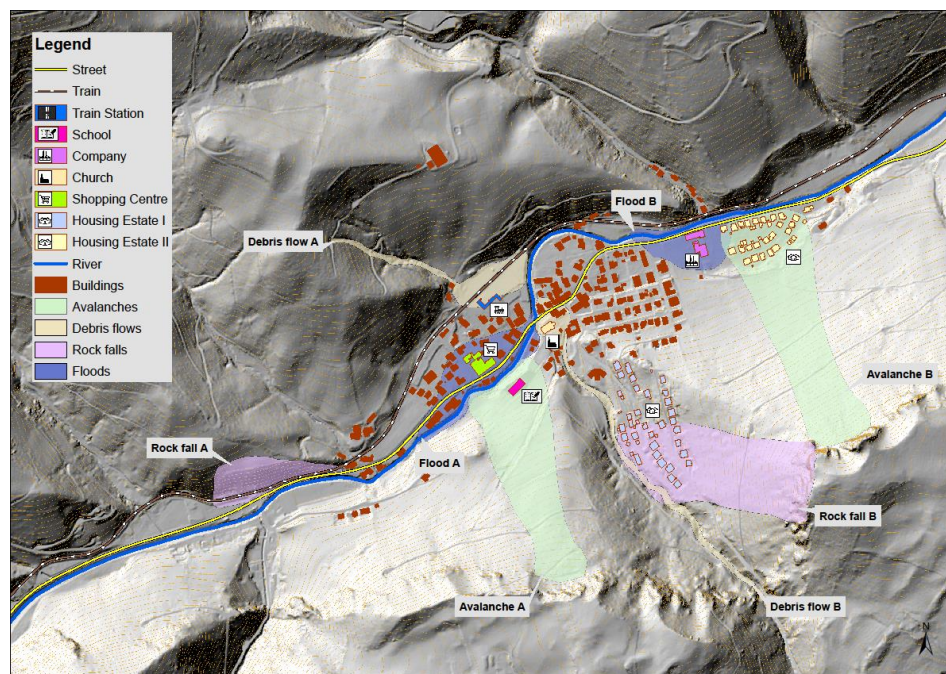 Legend
Street
Train
Train Station
School
Company
Church
Shopping Centre
Housing Estate I
Housing Estate II
River
Buildings
Avalanches
Debris flows
Rock falls
Floods
Flood B
Debris flow A
Avalanche B
Rock fall A
Flood A
Rock fall B
Avalanche A
Debris flow B
N